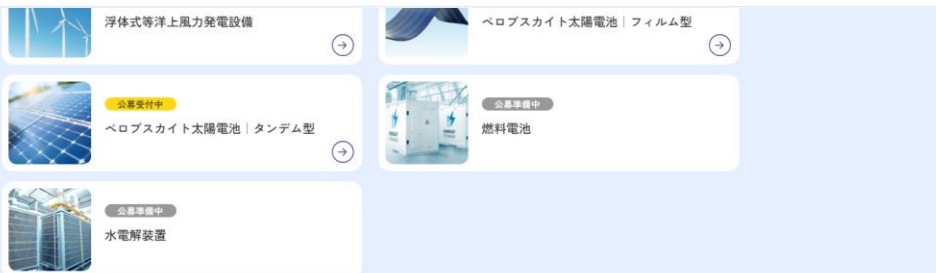 浮体式等洋上風力発電設備
ペロブスカイト太陽電池｜フィルム型
公募受付中
ペロブスカイト太陽電池｜タンデム型
公募準備中
燃料電池
公募準備中
水電解装置